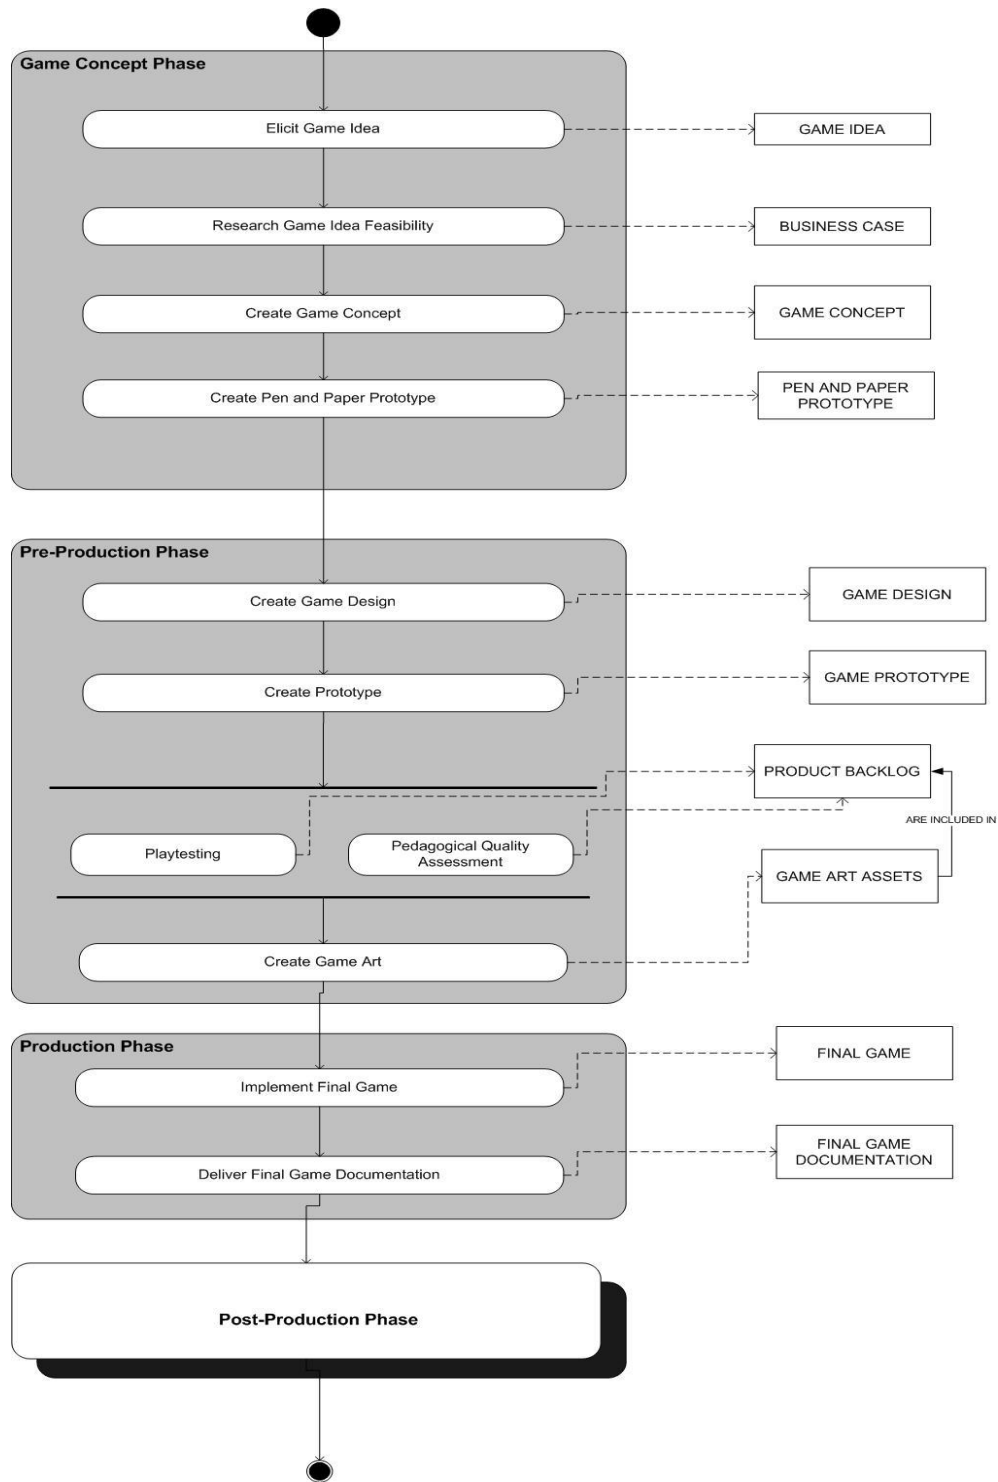 Game Concept Phase
Elicit Game Idea
GAME IDEA
Research Game Idea Feasibility
BUSINESS CASE
Create Game Concept
GAME CONCEPT
Create Pen and Paper Prototype
PEN AND PAPER
PROTOTYPE
Pre-Production Phase
Create Game Design
GAME DESIGN
Create Prototype
GAME PROTOTYPE
PRODUCT BACKLOG
ARE INCLUDED IN
Playtesting
Pedagogical Quality
Assessment
GAME ART ASSETS
Create Game Art
Production Phase
Implement Final Game
FINAL GAME
Deliver Final Game Documentation
FINAL GAME
DOCUMENTATION
Post-Production Phase